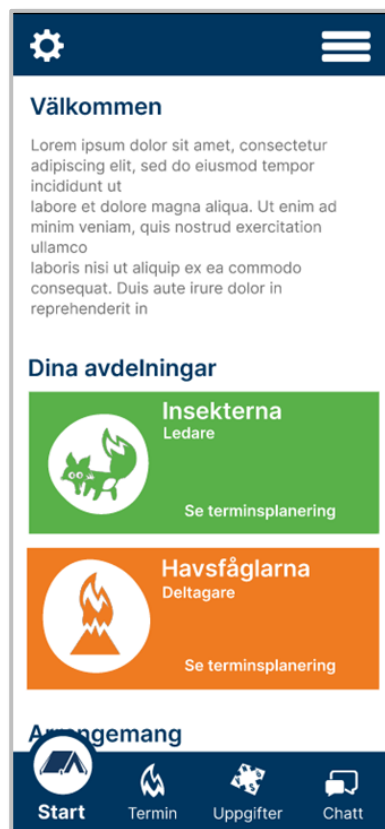 Välkommen
Lorem ipsum dolor sit amet, consectetur
adipiscing elit, sed do eiusmod tempor
incididunt ut
labore et dolore magna aliqua. Ut enim ad
minim veniam, quis nostrud exercitation
ullamco
laboris nisi ut aliquip ex ea commodo
consequat. Duis aute irure dolor in
reprehenderit in
Dina avdelningar
Insekterna
Ledare
Se terminsplanering
Havsfåglarna
Deltagare
Se terminsplanering
Arrangemang
Start
Termin
Uppgifter
Chatt